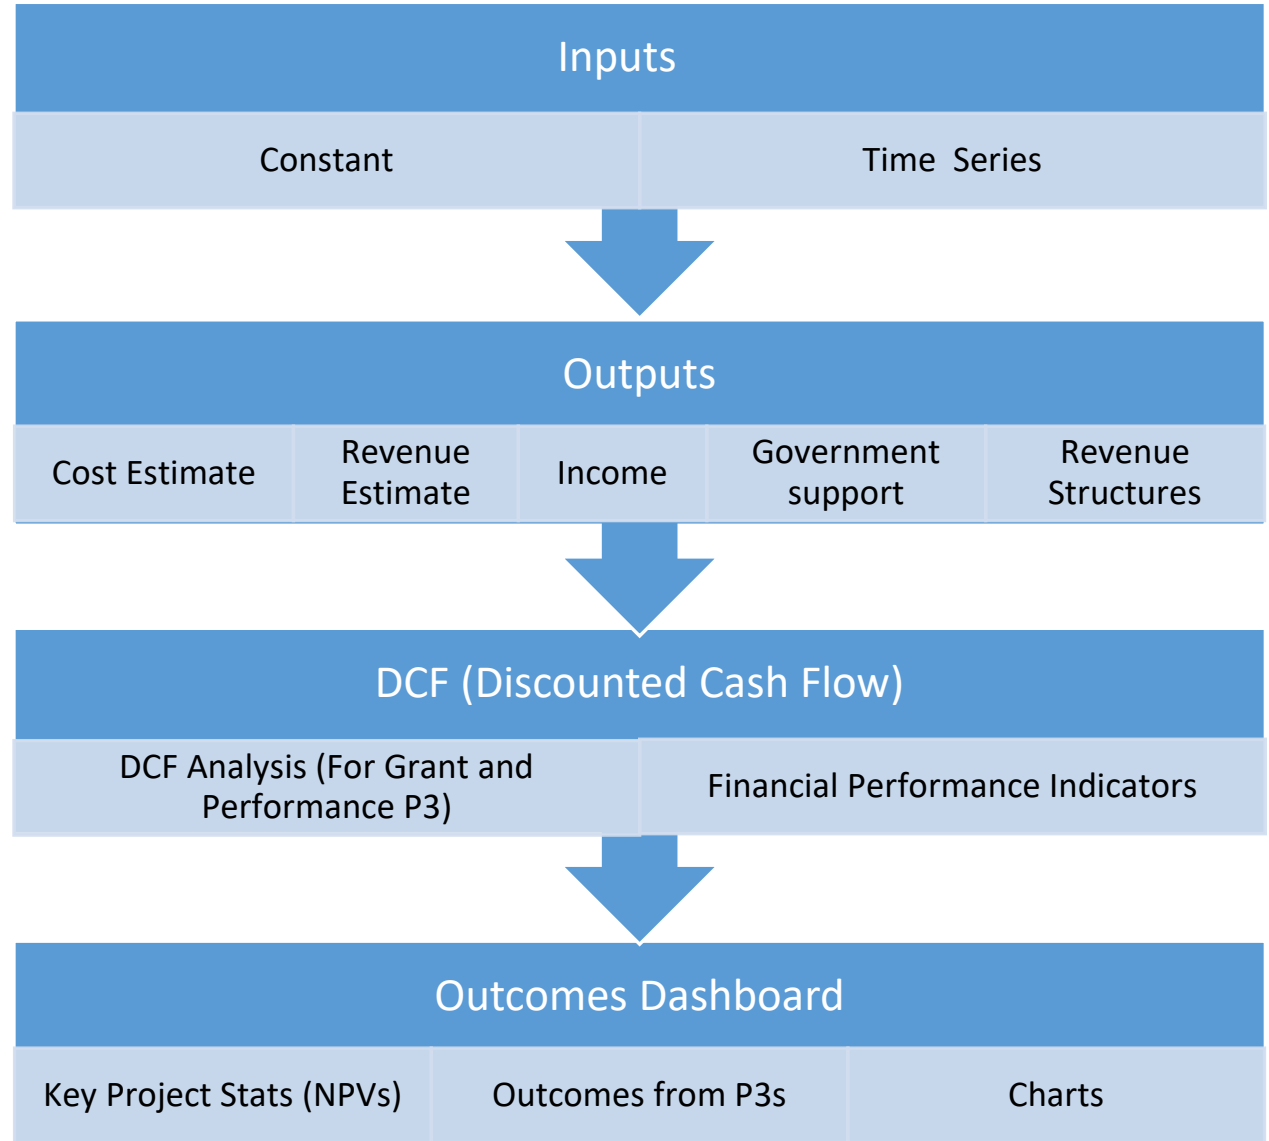 Inputs
Constant
Time  Series
Outputs
Cost Estimate
Revenue
Estimate
Income
Government
support
Revenue
Structures
DCF (Discounted Cash Flow)
DCF Analysis (For Grant and
Performance P3)
Financial Performance Indicators
Outcomes Dashboard
Key Project Stats (NPVs)
Outcomes from P3s
Charts